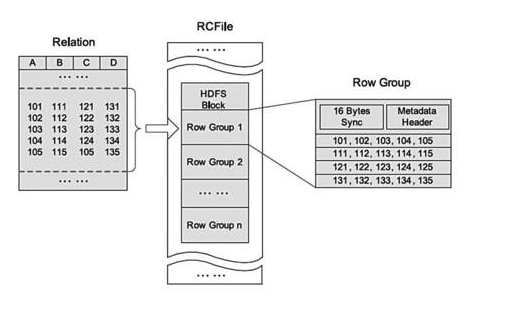 RCFile
Relation
A B C D
... ...
101 111 121 131
102 112 122 132
103 113 123 133
104 114 124 134
105 115 105 135
... ...
... ...
HDFS
Block
Row Group 1
Row Group 2
... ...
Row Group n
... ...
Row Group
16 Bytes
Sync
Metadata
Header
101, 102, 103, 104, 105
111, 112, 113, 114, 115
121, 122, 123, 124, 125
131, 132, 133, 134, 135